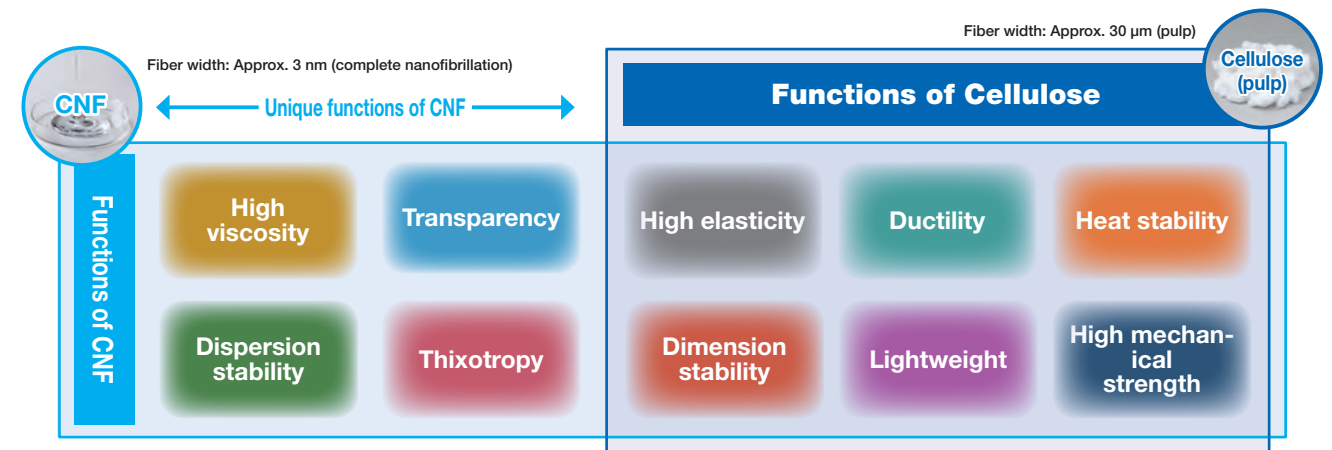 Fiber width: Approx. 30 μm (pulp)
Cellulose
(pulp)
Fiber width: Approx. 3 nm (complete nanofibrillation)
CNF
Unique functions of CNF
Functions of Cellulose
Functions of CNF
High
viscosity
Transparency
High elasticity
Ductility
Heat stability
Dispersion
stability
Thixotropy
Dimension
stability
Lightweight
High mechan-
ical
strength